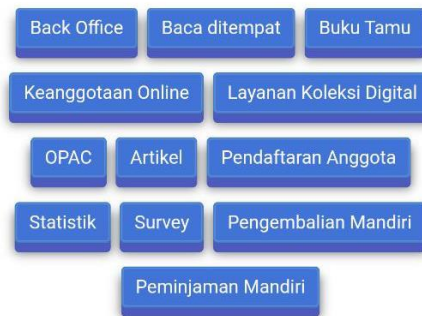 Back Office Baca ditempat Buku Tamu
Keanggotaan Online Layanan Koleksi Digital
OPAC Artikel Pendaftaran Anggota
Statistik Survey Pengembalian Mandiri
Peminjaman Mandiri